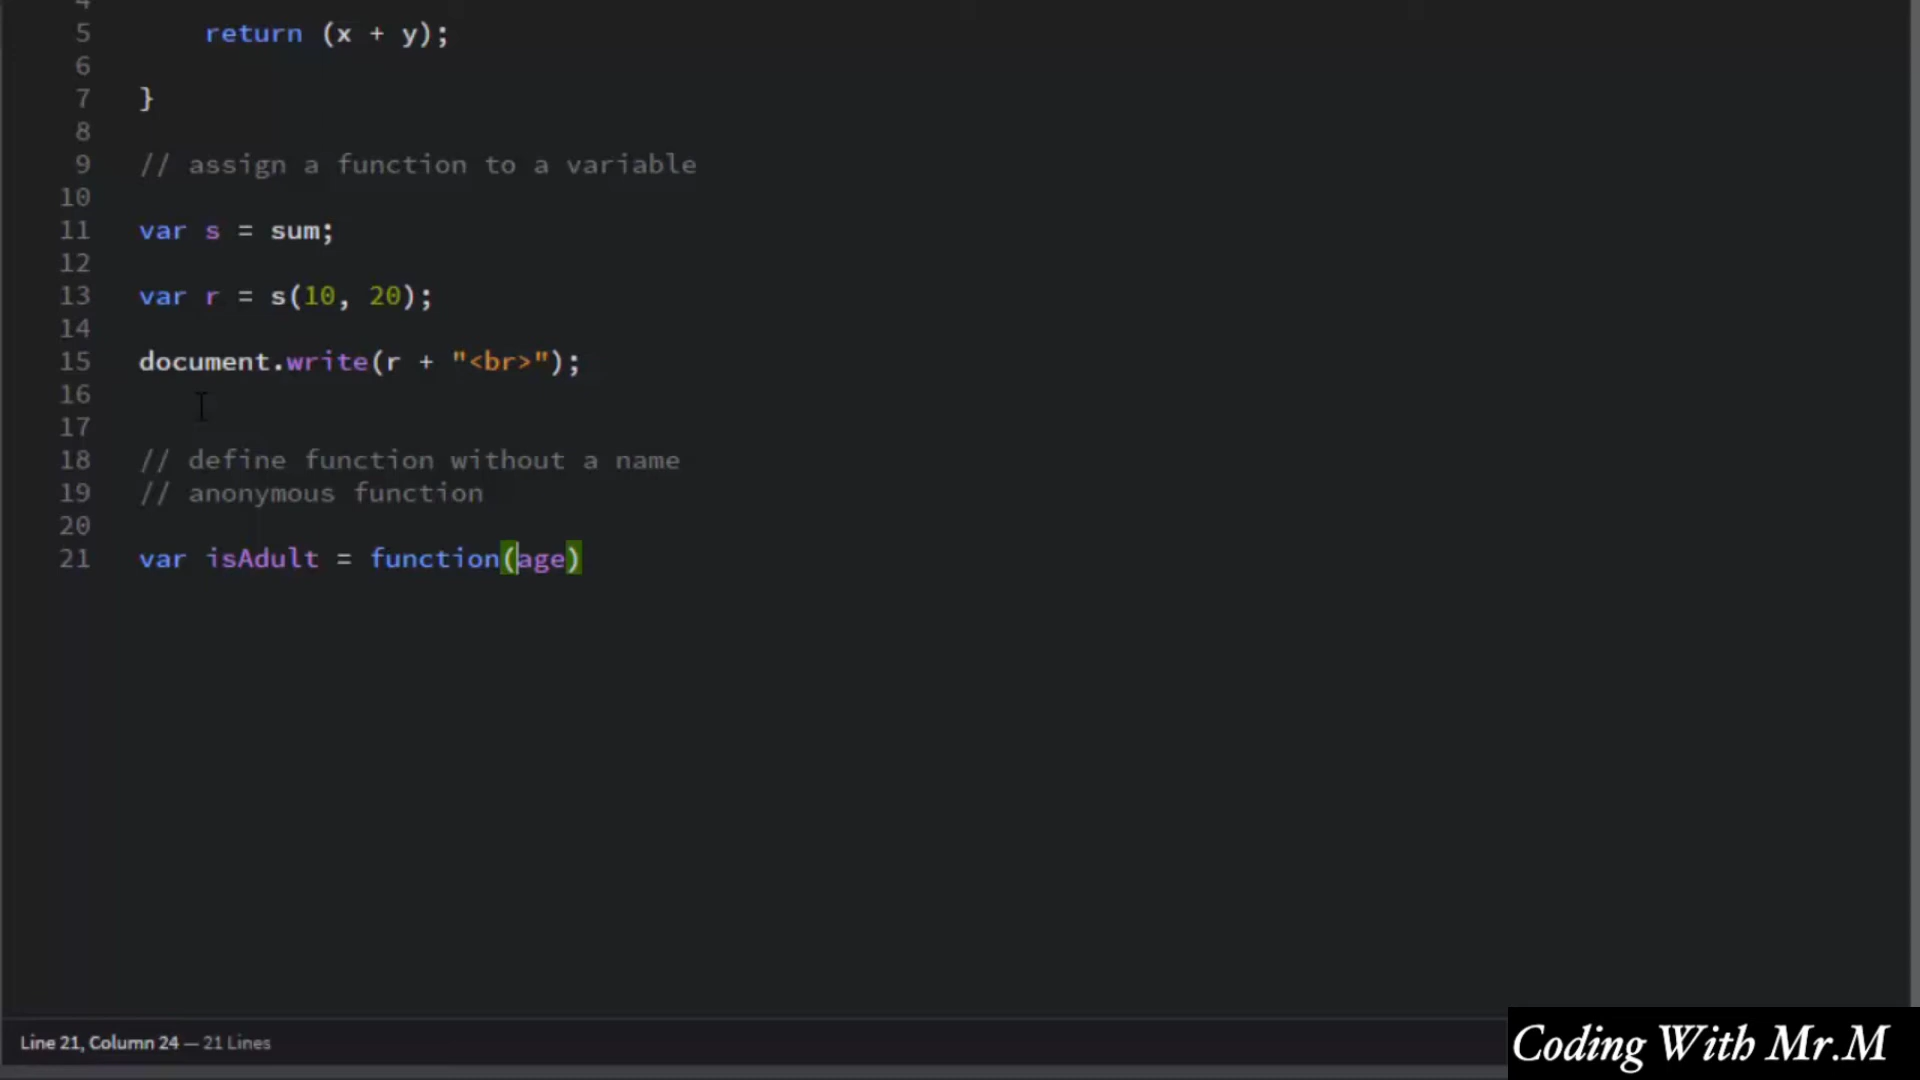 4
5 return (x + y);
6
7 }
8
9 // assign a function to a variable
10
11 var s = sum;
12
13 var r = s(10, 20);
14
15 document.write(r + "<br>");
16
17
18 // define function without a name
19 // anonymous function
20
21 var isAdult = function(age)
Line 21, Column 24 — 21 Lines
Coding With Mr.M